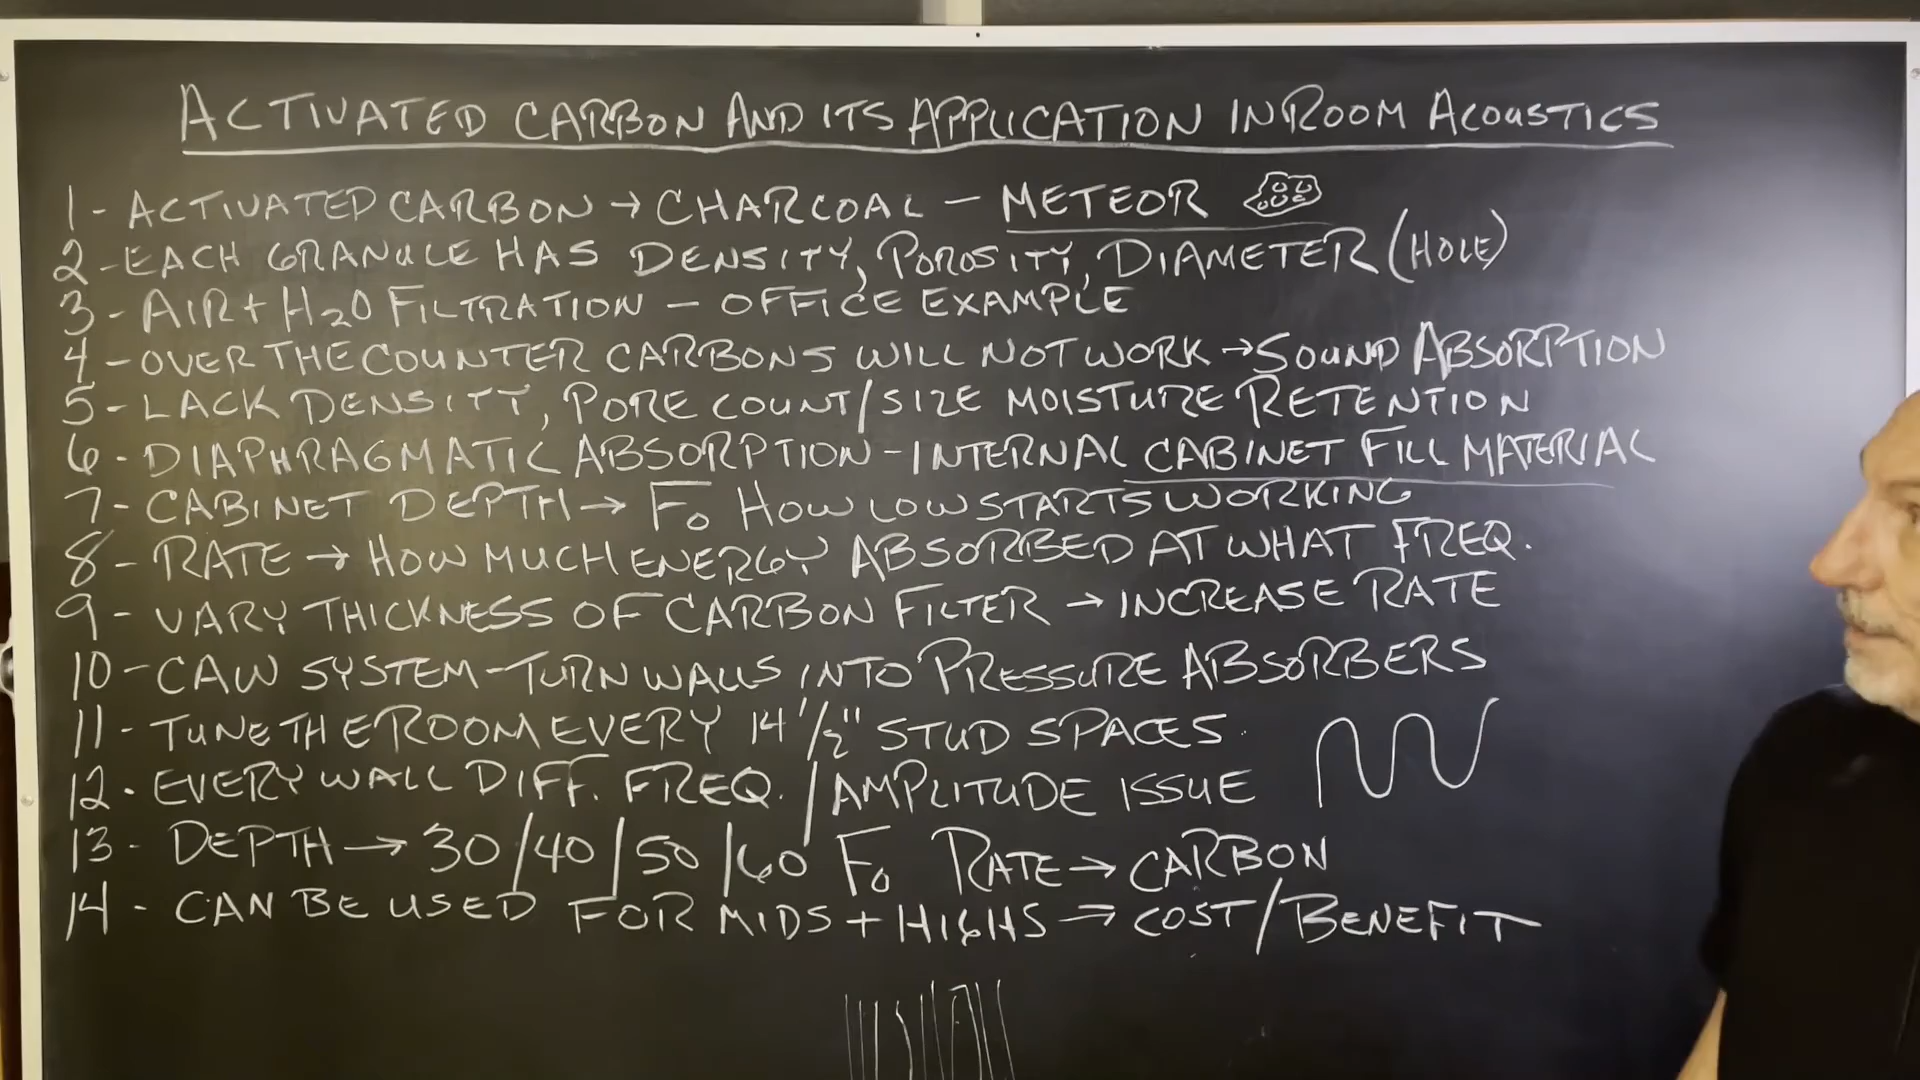 ACTIVATED CARBON AND ITS APPLICATION IN ROOM ACOUSTICS
1 - ACTIVATED CARBON → CHARCOAL - METEOR
2 - EACH GRANULE HAS DENSITY, POROSITY, DIAMETER (HOLE)
3 - AIR + H2O FILTRATION - OFFICE EXAMPLE
4 - OVER THE COUNTER CARBONS WILL NOT WORK → SOUND ABSORPTION
5 - LACK DENSITY, PORE COUNT/SIZE MOISTURE RETENTION
6 - DIAPHRAGMATIC ABSORPTION - INTERNAL CABINET FILL MATERIAL
7 - CABINET DEPTH → Fo HOW LOW STARTS WORKING
8 - RATE → HOW MUCH ENERGY ABSORBED AT WHAT FREQ.
9 - VARY THICKNESS OF CARBON FILTER → INCREASE RATE
10 - CAW SYSTEM - TURN WALLS INTO PRESSURE ABSORBERS
11 - TUNE THE ROOM EVERY 14 1/2" STUD SPACES.
12. EVERY WALL DIFF. FREQ. / AMPLITUDE ISSUE
13 - DEPTH → 30/40/50/60 Fo RATE → CARBON
14 - CAN BE USED FOR MIDS + HIGHS → COST/BENEFIT